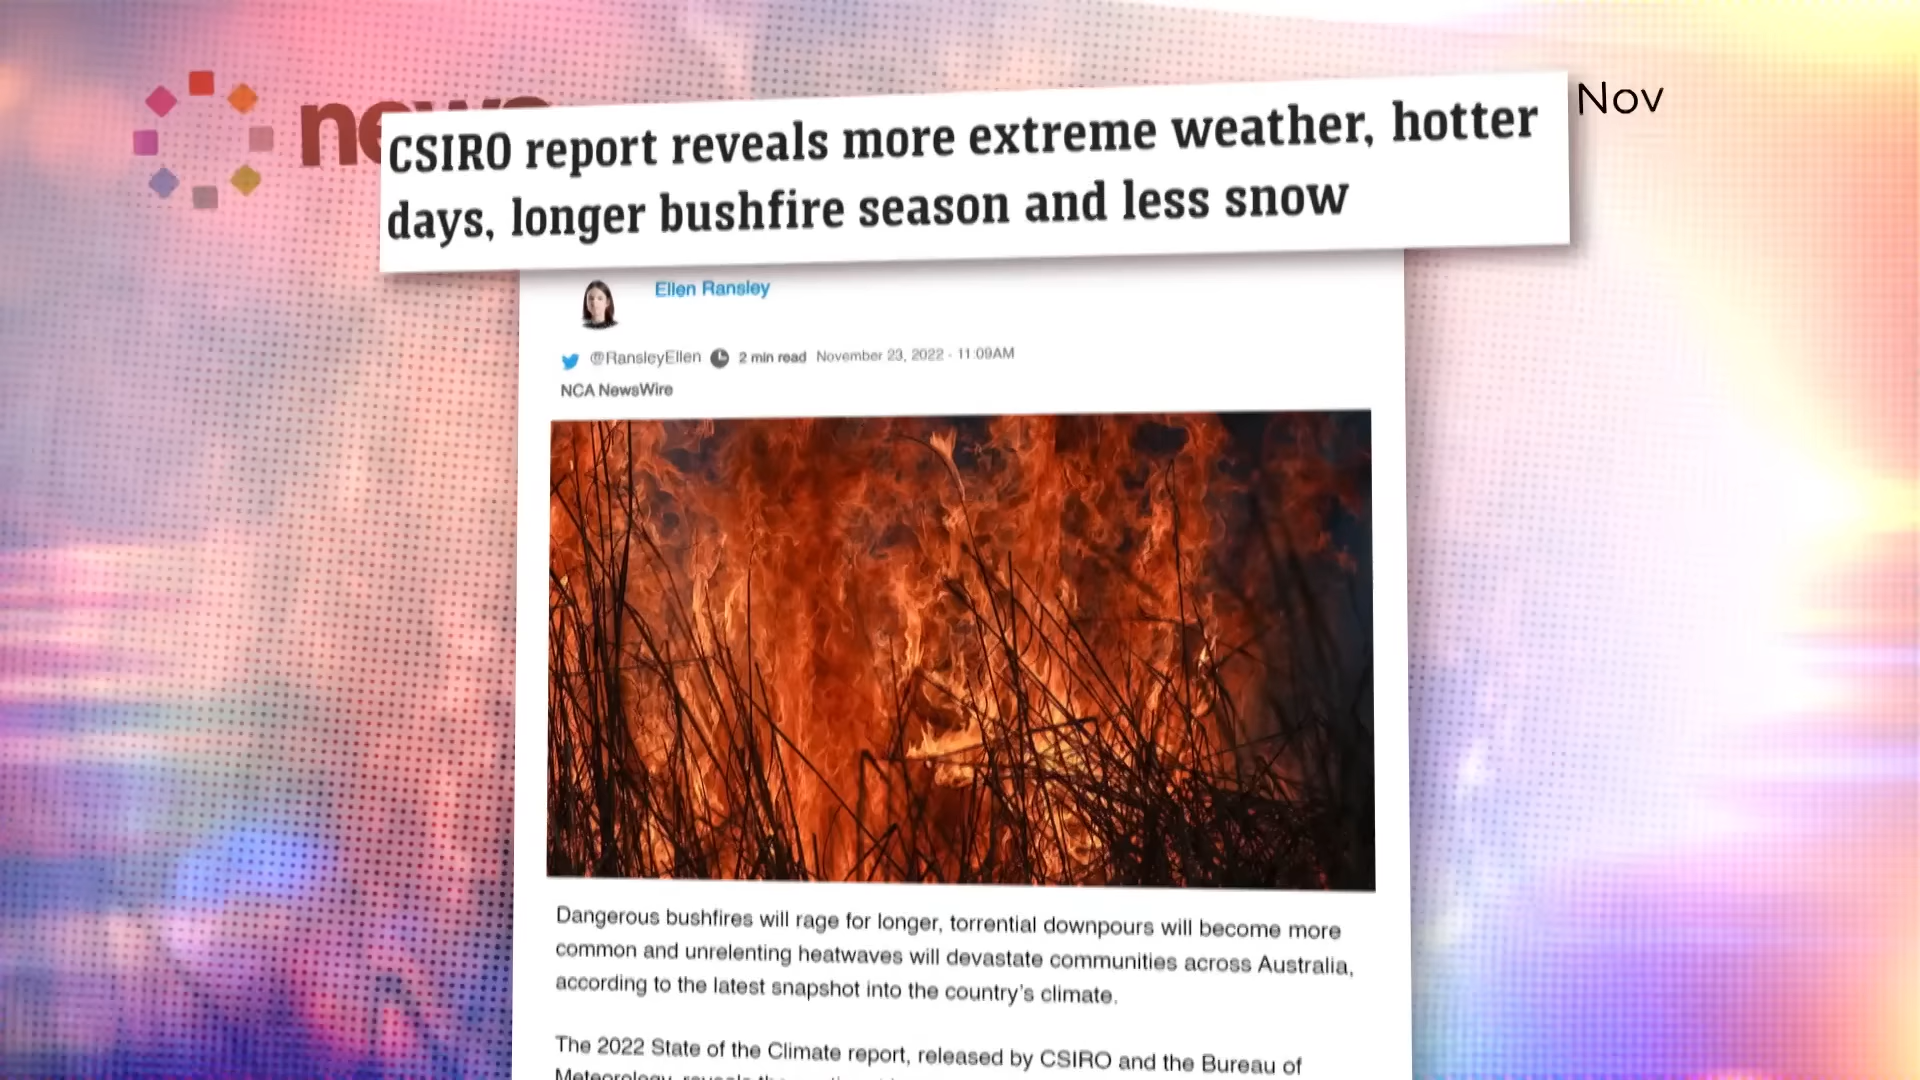 CSIRO report reveals more extreme weather, hotter
days, longer bushfire season and less snow
Nov
Ellen Ransley
@RansleyEllen 2 min read November 23, 2022 - 11:09AM
NCA NewsWire
Dangerous bushfires will rage for longer, torrential downpours will become more
common and unrelenting heatwaves will devastate communities across Australia,
according to the latest snapshot into the country's climate.
The 2022 State of the Climate report, released by CSIRO and the Bureau of
Meteorology, reveals